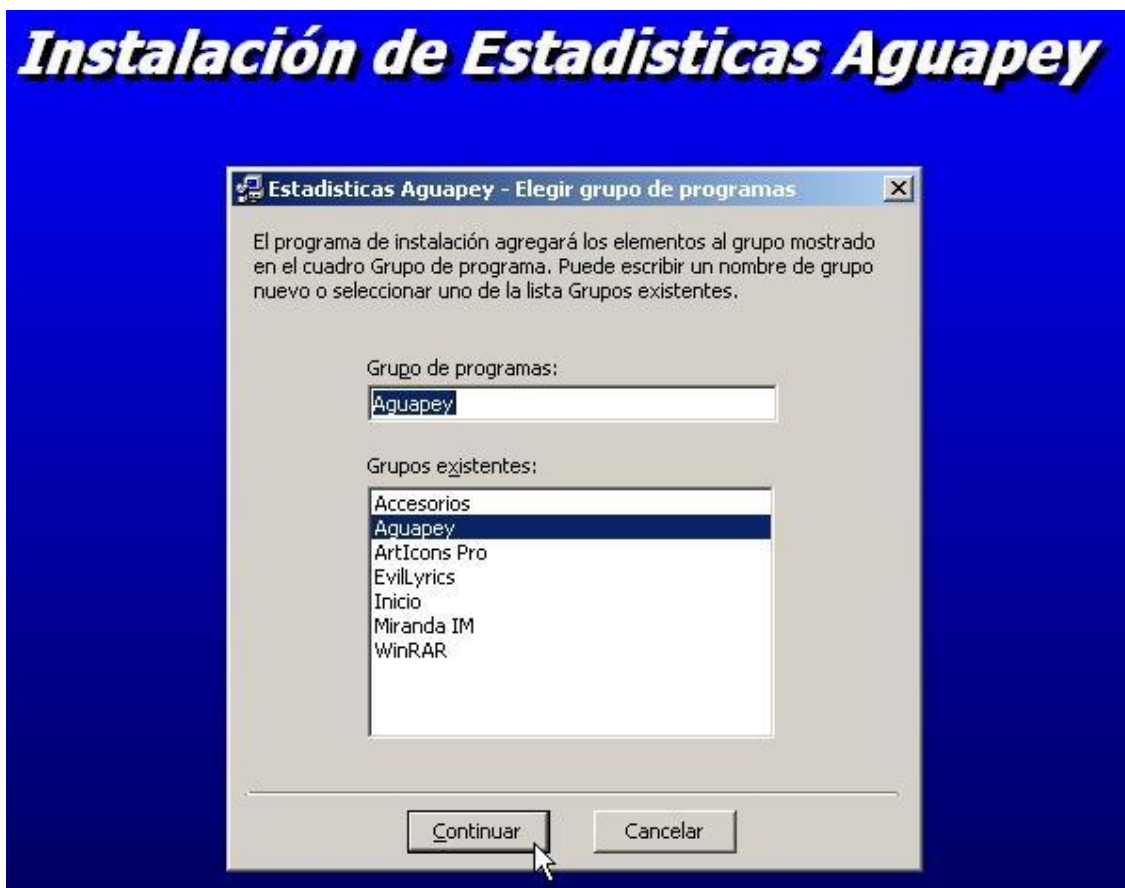 Instalación de Estadisticas Aguapey
Estadisticas Aguapey - Elegir grupo de programas
El programa de instalación agregará los elementos al grupo mostrado
en el cuadro Grupo de programa. Puede escribir un nombre de grupo
nuevo o seleccionar uno de la lista Grupos existentes.
Grupo de programas:
Aguapey
Grupos existentes:
Accesorios
Aguapey
ArtIcons Pro
EvilLyrics
Inicio
Miranda IM
WinRAR
Continuar
Cancelar